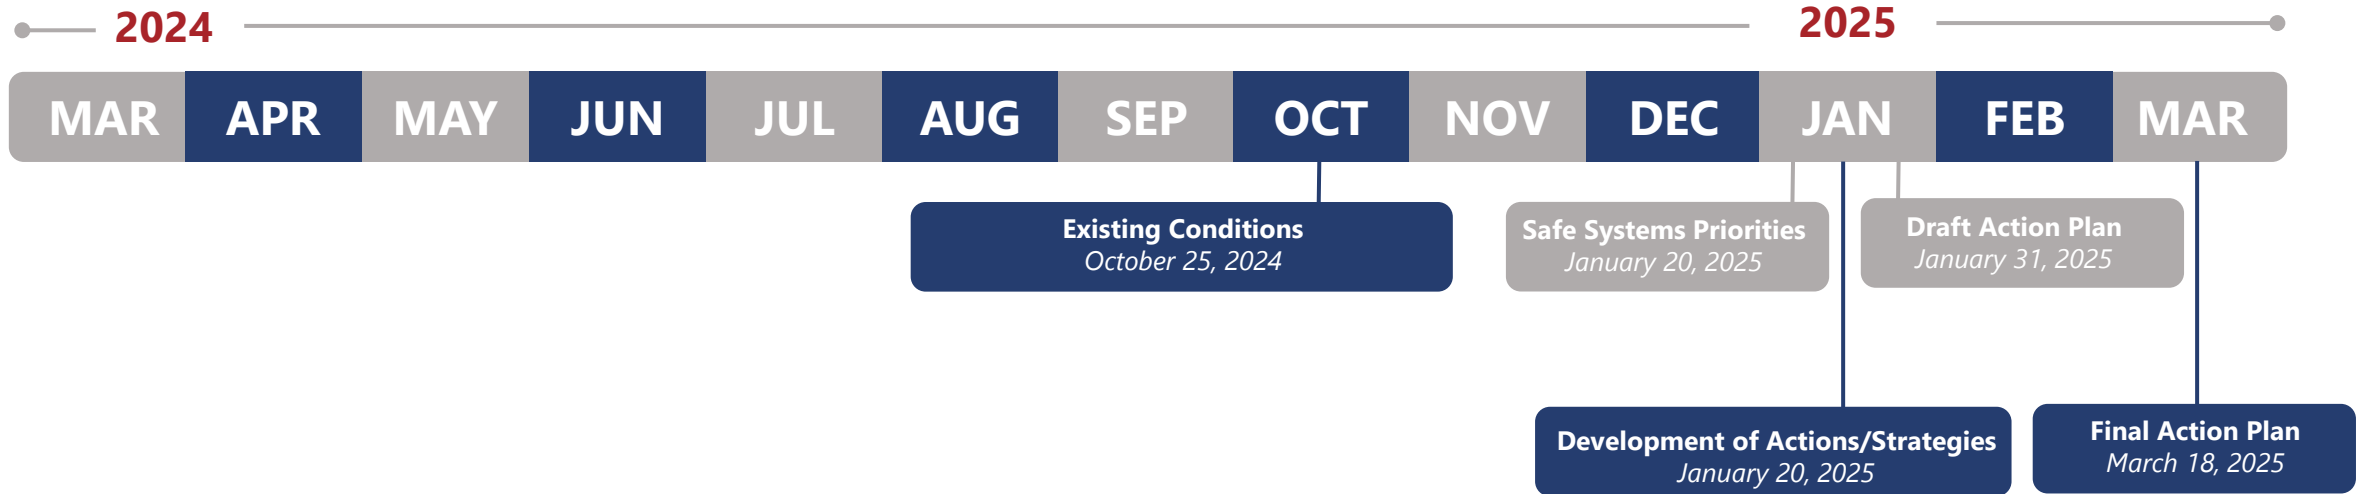 2024
2025
MAR APR MAY JUN JUL AUG SEP OCT NOV DEC JAN FEB MAR
Existing Conditions
October 25, 2024
Safe Systems Priorities
January 20, 2025
Draft Action Plan
January 31, 2025
Development of Actions/Strategies
January 20, 2025
Final Action Plan
March 18, 2025